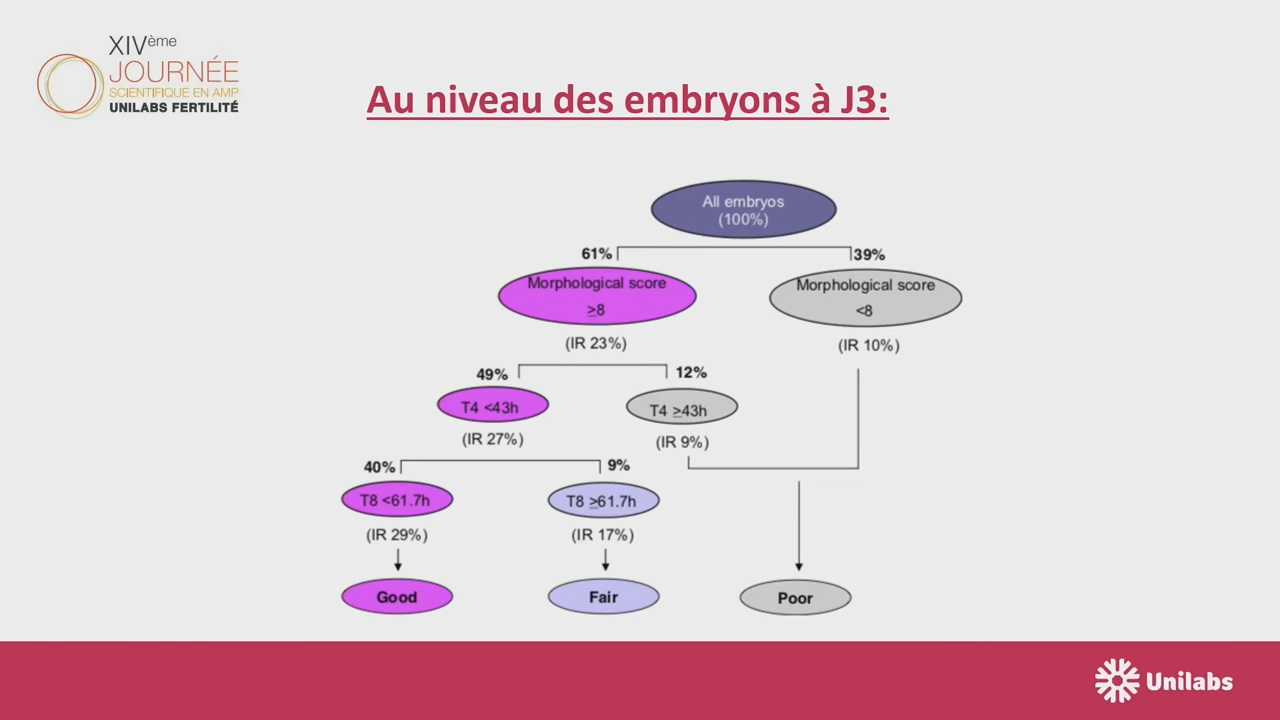 XIVème
JOURNÉE
SCIENTIFIQUE EN AMP
UNILABS FERTILITÉ
Au niveau des embryons à J3:
All embryos
(100%)
61%
39%
Morphological score
≥8
Morphological score
<8
(IR 23%)
(IR 10%)
49%
12%
T4 <43h
T4 ≥43h
(IR 27%)
(IR 9%)
40%
9%
T8 <61.7h
T8 ≥61.7h
(IR 29%)
(IR 17%)
Good
Fair
Poor
Unilabs